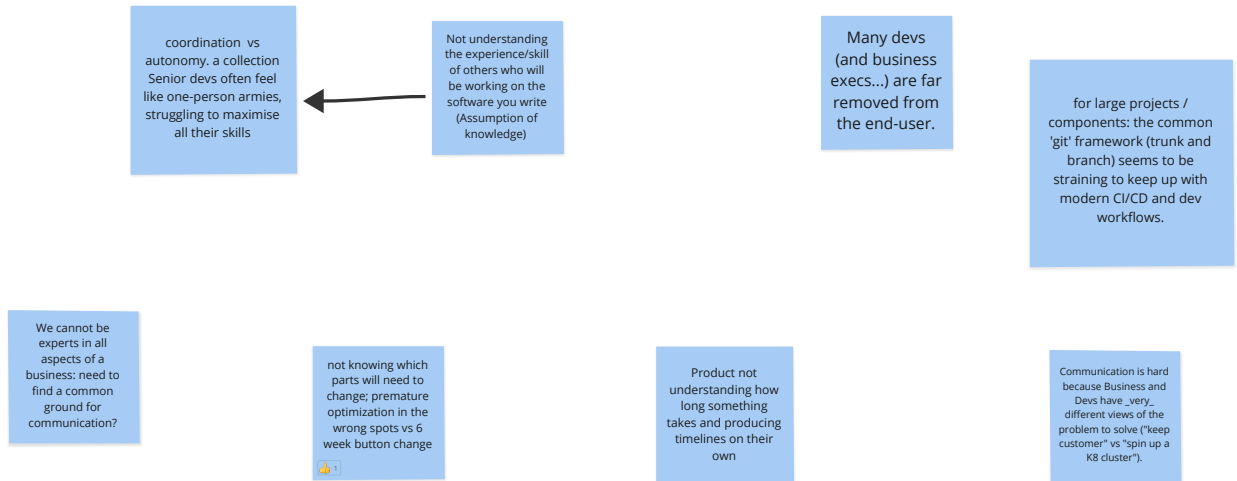 coordination vs
autonomy. a collection
Senior devs often feel
like one-person armies,
struggling to maximise
all their skills
Not understanding
the experience/skill
of others who will
be working on the
software you write
(Assumption of
knowledge)
Many devs
(and business
execs...) are far
removed from
the end-user.
for large projects /
components: the common
'git' framework (trunk and
branch) seems to be
straining to keep up with
modern CI/CD and dev
workflows.
We cannot be
experts in all
aspects of a
business: need to
find a common
ground for
communication?
not knowing which
parts will need to
change; premature
optimization in the
wrong spots vs 6
week button change
1
Product not
understanding how
long something
takes and producing
timelines on their
own
Communication is hard
because Business and
Devs have _very_
different views of the
problem to solve ("keep
customer" vs "spin up a
K8 cluster").